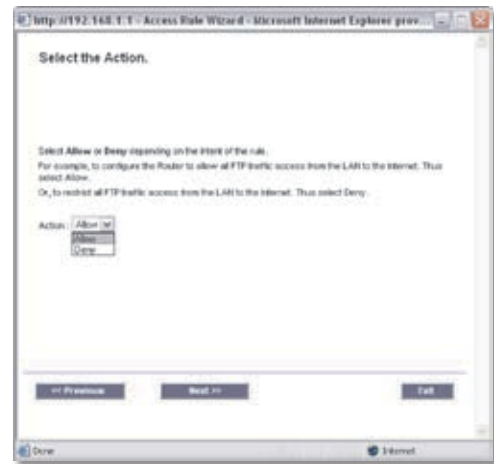 http://192.168.1.1 - Access Rule Wizard - Microsoft Internet Explorer prov...
Select the Action.
Select Allow or Deny depending on the intent of the rule.
For example, to configure the Router to allow all FTP traffic access from the LAN to the internet. Thus
select Allow.
Or, to restrict all FTP traffic access from the LAN to the internet. Thus select Deny.
Action : Allow
Allow
Deny
<< Previous Next >> Exit
Done Internet